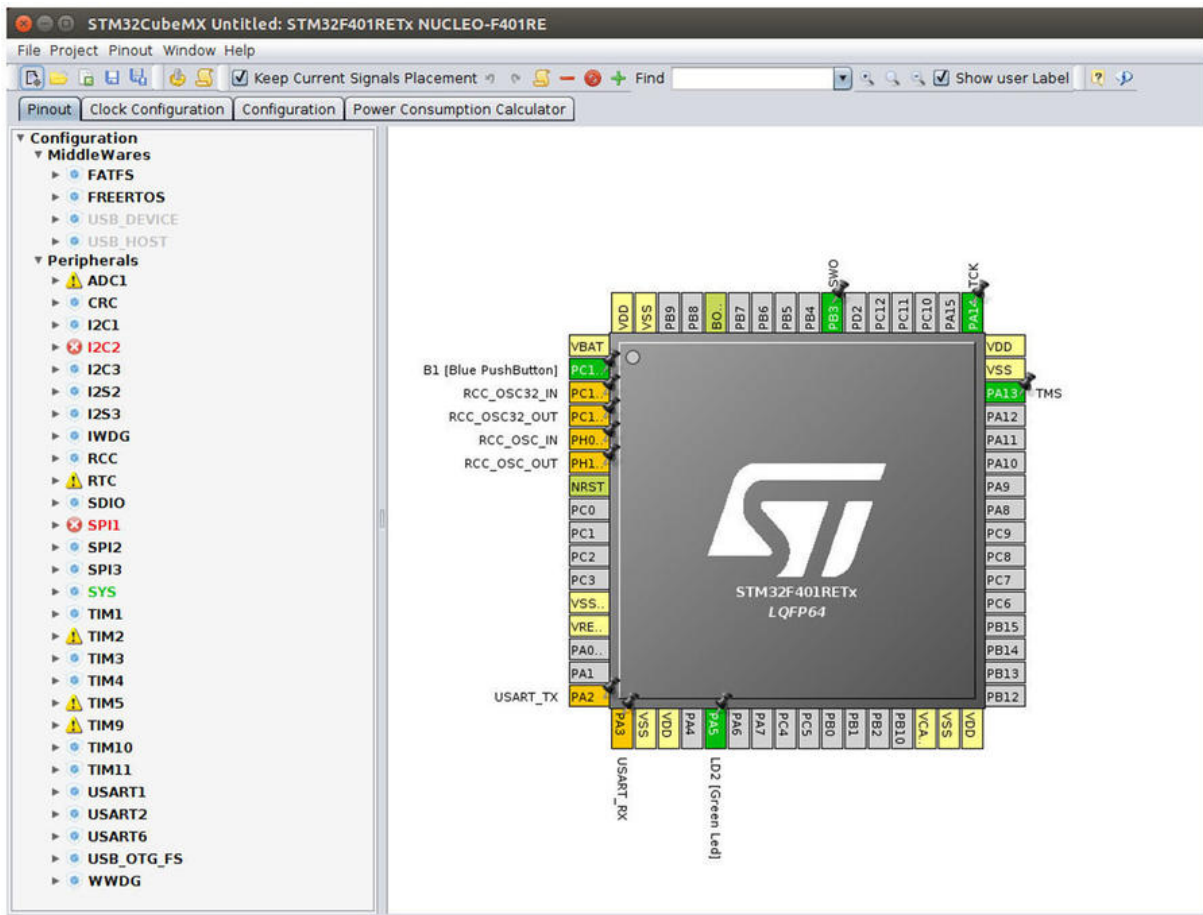 STM32CubeMX Untitled: STM32F401RETx NUCLEO-F401RE
File Project Pinout Window Help
Keep Current Signals Placement Find Show user Label ?
Pinout Clock Configuration Configuration Power Consumption Calculator
Configuration
MiddleWares
FATFS
FREERTOS
USB_DEVICE
USB_HOST
Peripherals
ADC1
CRC
I2C1
I2C2
I2C3
I2S2
I2S3
IWDG
RCC
RTC
SDIO
SPI1
SPI2
SPI3
SYS
TIM1
TIM2
TIM3
TIM4
TIM5
TIM9
TIM10
TIM11
USART1
USART2
USART6
USB_OTG_FS
WWDG
SWO
TCK
VDD
VSS
PB9
PB8
BO..
PB7
PB6
PB5
PB4
PB3
PD2
PC12
PC11
PC10
PA15
PA14
VBAT
B1 [Blue PushButton] PC1..
RCC_OSC32_IN PC1..
RCC_OSC32_OUT PC1..
RCC_OSC_IN PH0..
RCC_OSC_OUT PH1..
NRST
PC0
PC1
PC2
PC3
VSS..
VRE..
PA0..
PA1
USART_TX PA2
ST
STM32F401RETx
LQFP64
VDD
VSS
PA13 TMS
PA12
PA11
PA10
PA9
PA8
PC9
PC8
PC7
PC6
PB15
PB14
PB13
PB12
PA3
VSS
VDD
PA4
PA5
PA6
PA7
PC4
PC5
PB0
PB1
PB2
PB10
VCA..
VSS
VDD
USART_RX
LD2 [Green Led]